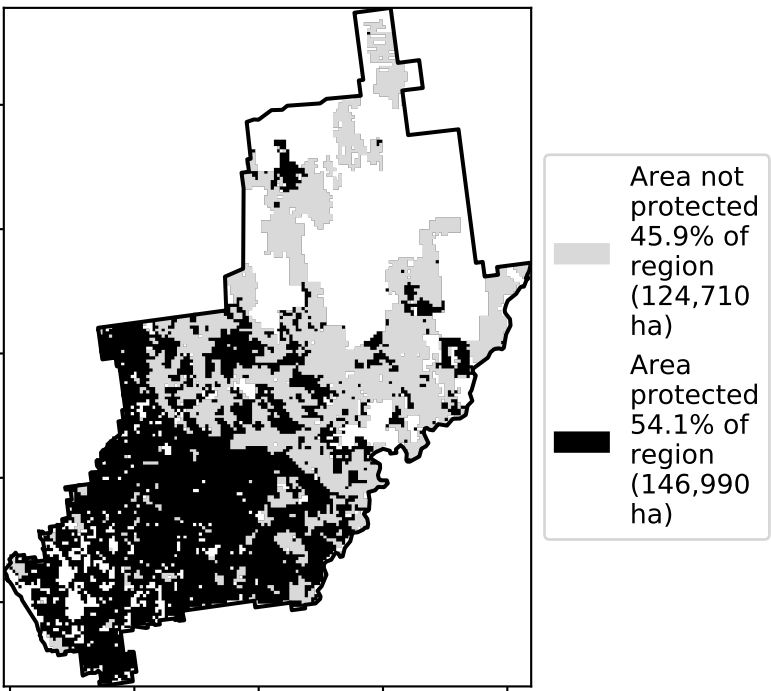 Area not
protected
45.9% of
region
(124,710
ha)
Area
protected
54.1% of
region
(146,990
ha)